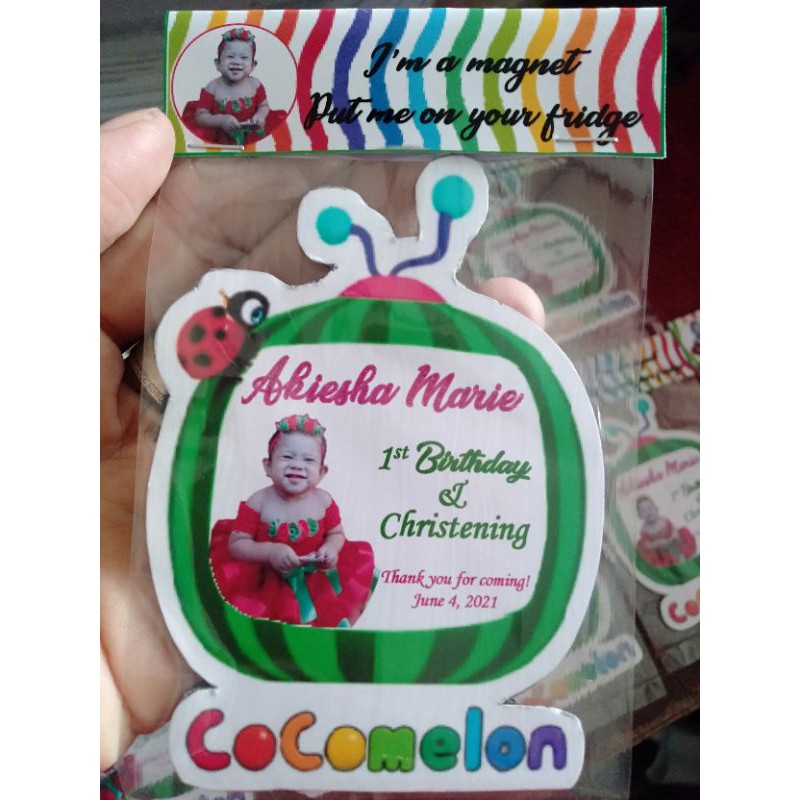 I'm a magnet
Put me on your fridge
Akiesha Marie
1st Birthday
&
Christening
Thank you for coming!
June 4, 2021
CoComelon